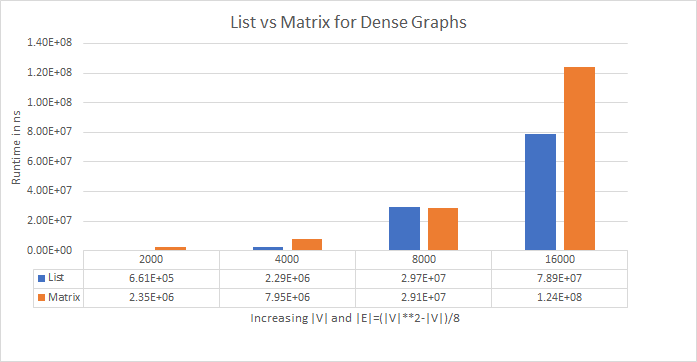 List vs Matrix for Dense Graphs
Runtime in ns
1.40E+08
1.20E+08
1.00E+08
8.00E+07
6.00E+07
4.00E+07
2.00E+07
0.00E+00
2000 4000 8000 16000
List 6.61E+05 2.29E+06 2.97E+07 7.89E+07
Matrix 2.35E+06 7.95E+06 2.91E+07 1.24E+08
Increasing |V| and |E|=(|V|**2-|V|)/8